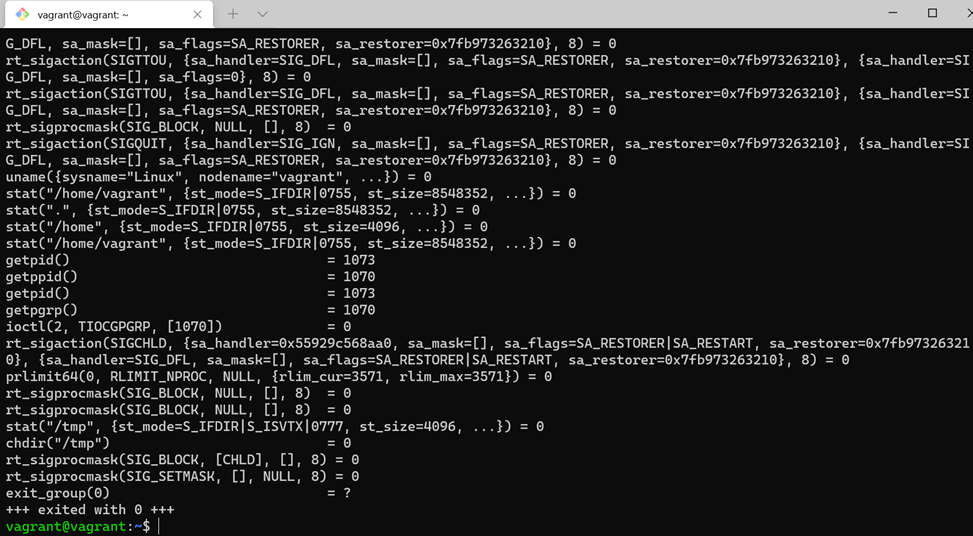 vagrant@vagrant: ~
G_DFL, sa_mask=[], sa_flags=SA_RESTORER, sa_restorer=0x7fb973263210}, 8) = 0
rt_sigaction(SIGTTOU, {sa_handler=SIG_DFL, sa_mask=[], sa_flags=SA_RESTORER, sa_restorer=0x7fb973263210}, {sa_handler=SI
G_DFL, sa_mask=[], sa_flags=0}, 8) = 0
rt_sigaction(SIGTTOU, {sa_handler=SIG_DFL, sa_mask=[], sa_flags=SA_RESTORER, sa_restorer=0x7fb973263210}, {sa_handler=SI
G_DFL, sa_mask=[], sa_flags=SA_RESTORER, sa_restorer=0x7fb973263210}, 8) = 0
rt_sigprocmask(SIG_BLOCK, NULL, [], 8)  = 0
rt_sigaction(SIGQUIT, {sa_handler=SIG_IGN, sa_mask=[], sa_flags=SA_RESTORER, sa_restorer=0x7fb973263210}, {sa_handler=SI
G_DFL, sa_mask=[], sa_flags=SA_RESTORER, sa_restorer=0x7fb973263210}, 8) = 0
uname({sysname="Linux", nodename="vagrant", ...}) = 0
stat("/home/vagrant", {st_mode=S_IFDIR|0755, st_size=8548352, ...}) = 0
stat(".", {st_mode=S_IFDIR|0755, st_size=8548352, ...}) = 0
stat("/home", {st_mode=S_IFDIR|0755, st_size=4096, ...}) = 0
stat("/home/vagrant", {st_mode=S_IFDIR|0755, st_size=8548352, ...}) = 0
getpid()                                = 1073
getppid()                               = 1070
getpid()                                = 1073
getpgrp()                               = 1070
ioctl(2, TIOCGPGRP, [1070])             = 0
rt_sigaction(SIGCHLD, {sa_handler=0x55929c568aa0, sa_mask=[], sa_flags=SA_RESTORER|SA_RESTART, sa_restorer=0x7fb97326321
0}, {sa_handler=SIG_DFL, sa_mask=[], sa_flags=SA_RESTORER|SA_RESTART, sa_restorer=0x7fb973263210}, 8) = 0
prlimit64(0, RLIMIT_NPROC, NULL, {rlim_cur=3571, rlim_max=3571}) = 0
rt_sigprocmask(SIG_BLOCK, NULL, [], 8)  = 0
rt_sigprocmask(SIG_BLOCK, NULL, [], 8)  = 0
stat("/tmp", {st_mode=S_IFDIR|S_ISVTX|0777, st_size=4096, ...}) = 0
chdir("/tmp")                           = 0
rt_sigprocmask(SIG_BLOCK, [CHLD], [], 8) = 0
rt_sigprocmask(SIG_SETMASK, [], NULL, 8) = 0
exit_group(0)                           = ?
+++ exited with 0 +++
vagrant@vagrant:~$